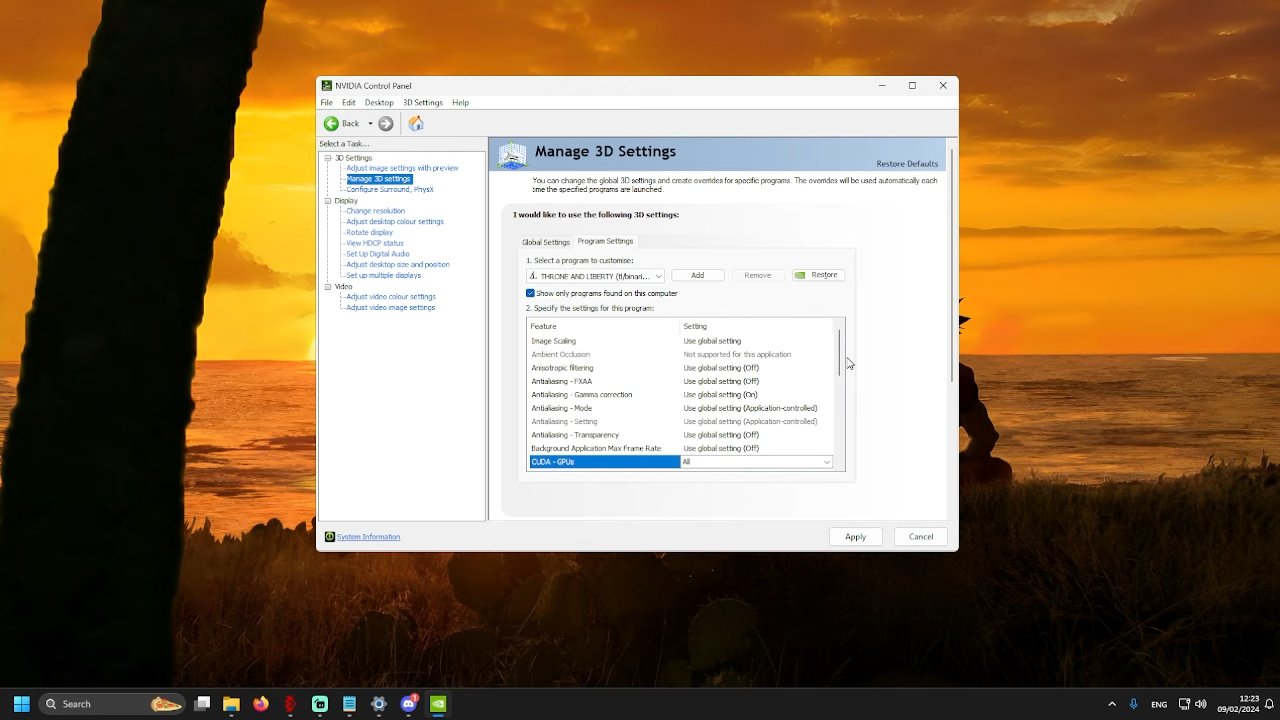 NVIDIA Control Panel
File Edit Desktop 3D Settings Help
Back
Select a Task...
3D Settings
Adjust image settings with preview
Manage 3D settings
Configure Surround, PhysX
Display
Change resolution
Adjust desktop colour settings
Rotate display
View HDCP status
Set Up Digital Audio
Adjust desktop size and position
Set up multiple displays
Video
Adjust video colour settings
Adjust video image settings
System Information
Manage 3D Settings
Restore Defaults
You can change the global 3D settings and create overrides for specific programs. The overrides will be used automatically each
time the specified programs are launched.
I would like to use the following 3D settings:
Global Settings Program Settings
1. Select a program to customise:
THRONE AND LIBERTY (tl/binari... Add Remove Restore
Show only programs found on this computer
2. Specify the settings for this program:
Feature Setting
Image Scaling Use global setting
Ambient Occlusion Not supported for this application
Anisotropic filtering Use global setting (Off)
Antialiasing - FXAA Use global setting (Off)
Antialiasing - Gamma correction Use global setting (On)
Antialiasing - Mode Use global setting (Application-controlled)
Antialiasing - Setting Use global setting (Application-controlled)
Antialiasing - Transparency Use global setting (Off)
Background Application Max Frame Rate Use global setting (Off)
CUDA - GPUs All
Apply Cancel
Search
1
ENG
12:23
09/02/2024